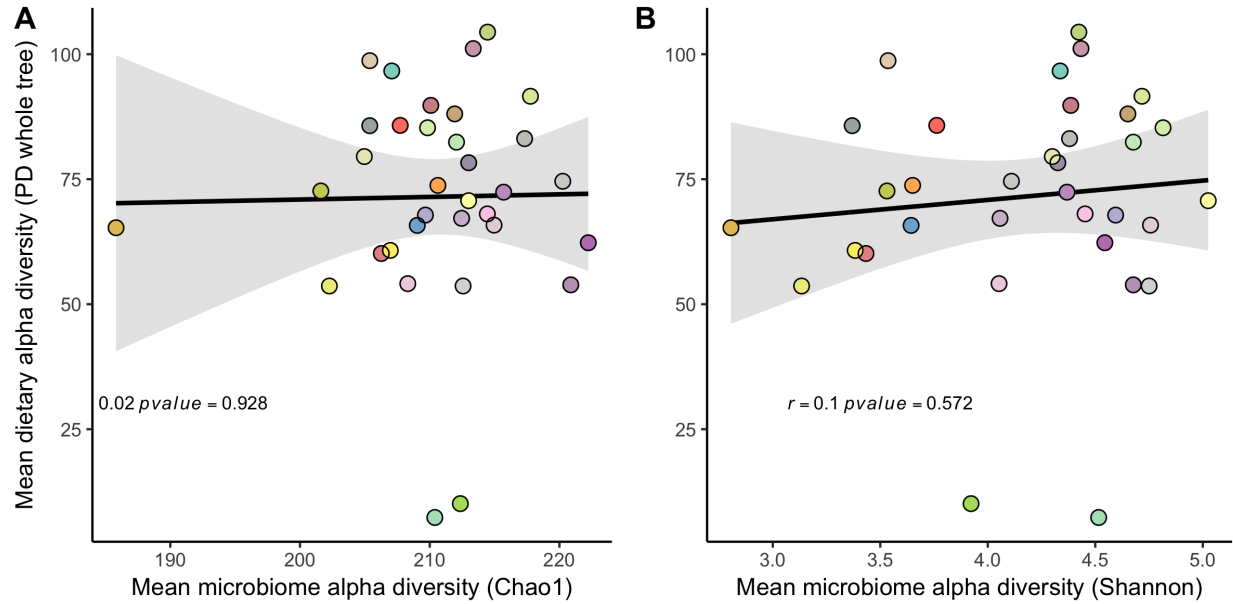 A
B
Mean dietary alpha diversity (PD whole tree)
100
75
50
25
0.02 pvalue = 0.928
190
200
210
220
Mean microbiome alpha diversity (Chao1)
100
75
50
25
r = 0.1 pvalue = 0.572
3.0
3.5
4.0
4.5
5.0
Mean microbiome alpha diversity (Shannon)